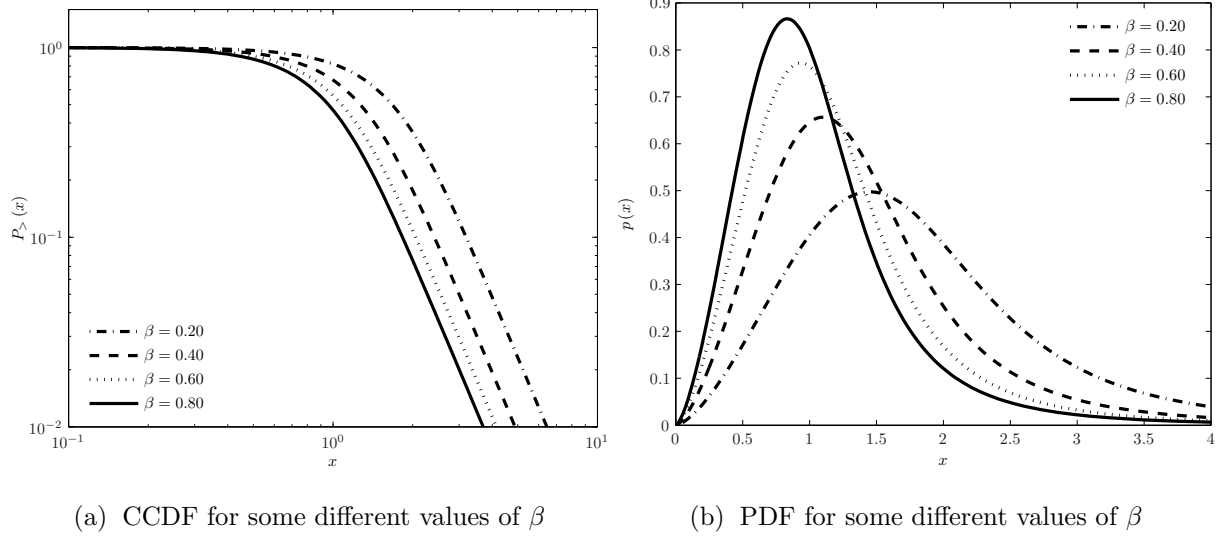 10^0
10^{-1}
10^{-2}
10^{-1}
10^0
10^1
P_>(x)
x
β = 0.20
β = 0.40
β = 0.60
β = 0.80
(a) CCDF for some different values of β
0.9
0.8
0.7
0.6
0.5
0.4
0.3
0.2
0.1
0
0 0.5 1 1.5 2 2.5 3 3.5 4
p(x)
x
β = 0.20
β = 0.40
β = 0.60
β = 0.80
(b) PDF for some different values of β